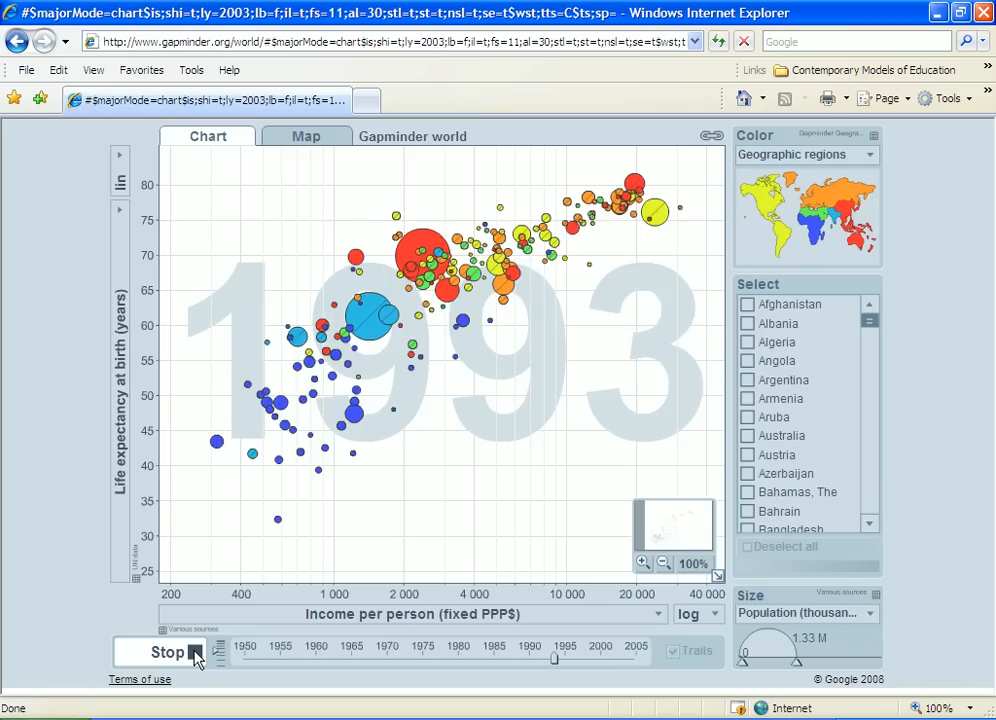 #$majorMode=chart$is;shi=t;ly=2003;lb=f;il=t;fs=11;al=30;stl=t;st=t;nsl=t;se=t$wst;tts=C$ts;sp= - Windows Internet Explorer
http://www.gapminder.org/world/#$majorMode=chart$is;shi=t;ly=2003;lb=f;il=t;fs=11;al=30;stl=t;st=t;nsl=t;se=t$wst;t
Google
File Edit View Favorites Tools Help
Links Contemporary Models of Education »
#$majorMode=chart$is;shi=t;ly=2003;lb=f;il=t;fs=1...
Page Tools »
Chart Map Gapminder world
lin
Life expectancy at birth (years)
UN data
80
75
70
65
60
55
50
45
40
35
30
25
1993
100%
200 400 1 000 2 000 4 000 10 000 20 000 40 000
Income per person (fixed PPP$) log
Various sources
Stop
1950 1955 1960 1965 1970 1975 1980 1985 1990 1995 2000 2005
Trails
Terms of use
Color Gapminder Geogra...
Geographic regions
Select
Afghanistan
Albania
Algeria
Angola
Argentina
Armenia
Aruba
Australia
Austria
Azerbaijan
Bahamas, The
Bahrain
Bangladesh
Deselect all
Size Various sources
Population (thousan...
1.33 M
0
© Google 2008
Done Internet 100%